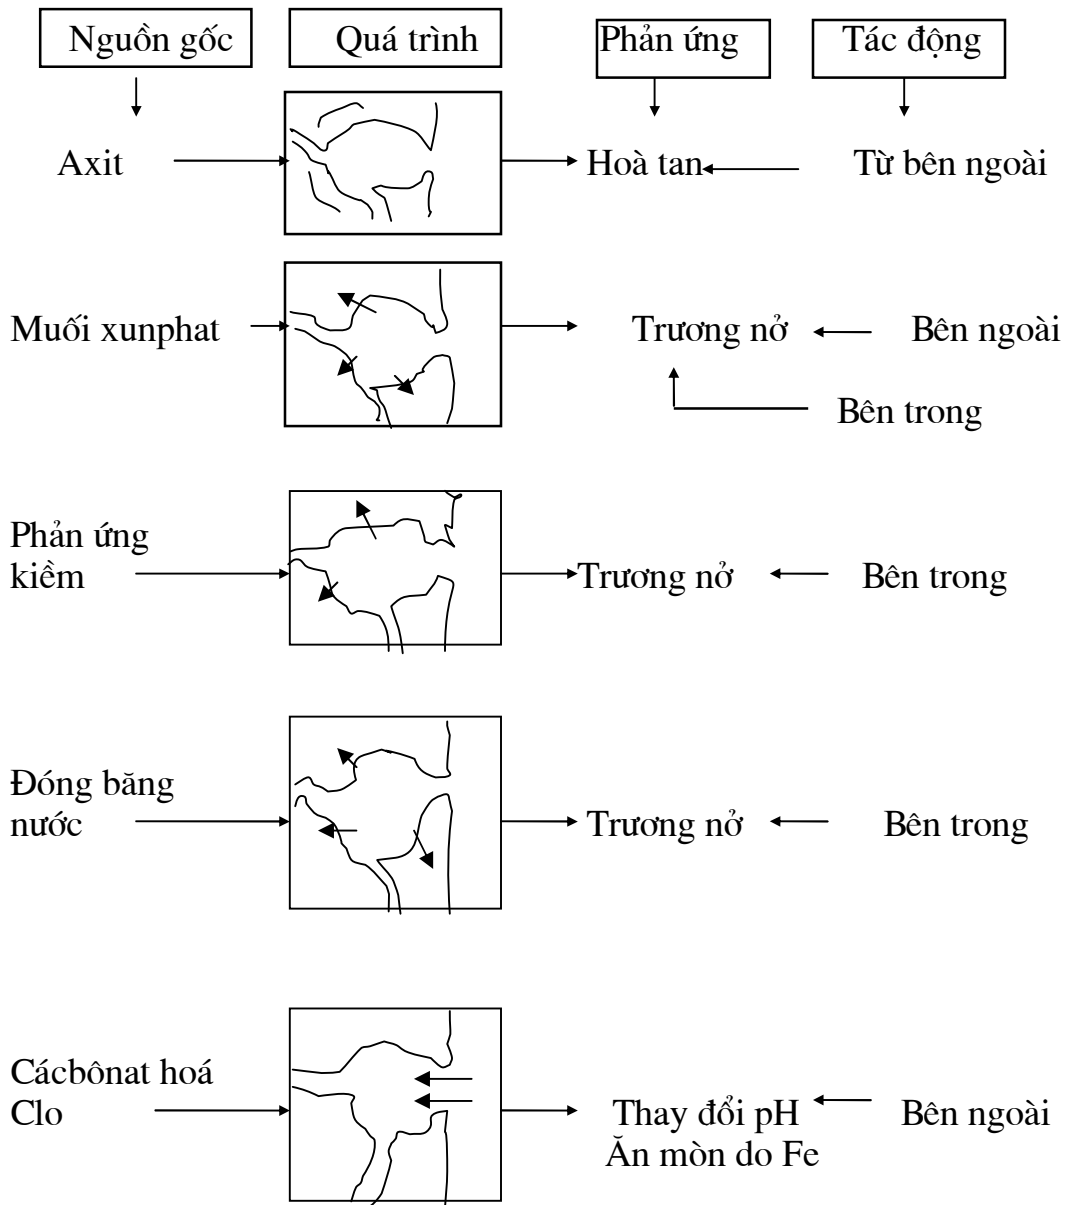 Nguồn gốc
Quá trình
Phản ứng
Tác động
Axit
Hoà tan
Từ bên ngoài
Muối xunphat
Trương nở
Bên ngoài
Bên trong
Phản ứng
kiềm
Trương nở
Bên trong
Đóng băng
nước
Trương nở
Bên trong
Cácbônat hoá
Clo
Thay đổi pH
Ăn mòn do Fe
Bên ngoài